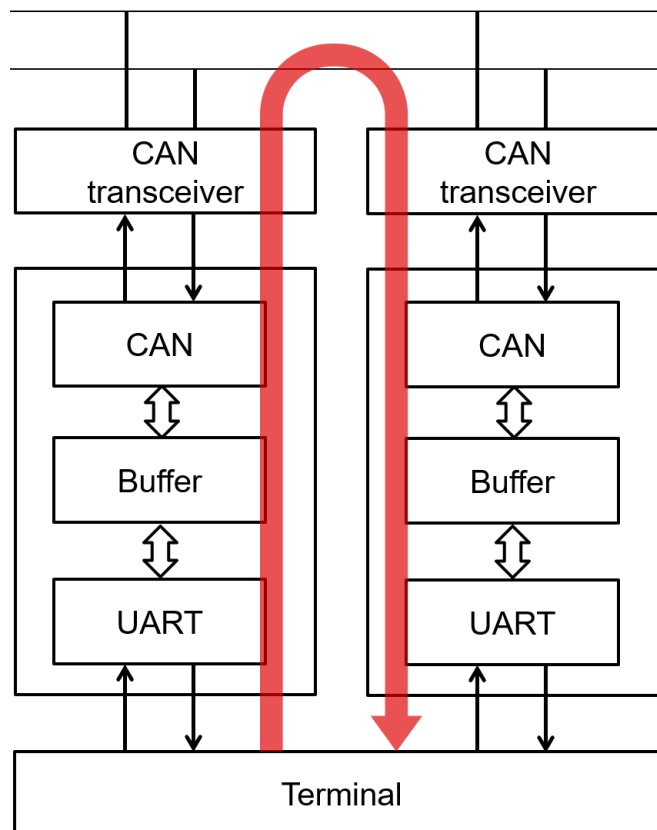 CAN
transceiver
CAN
transceiver
CAN
CAN
Buffer
Buffer
UART
UART
Terminal